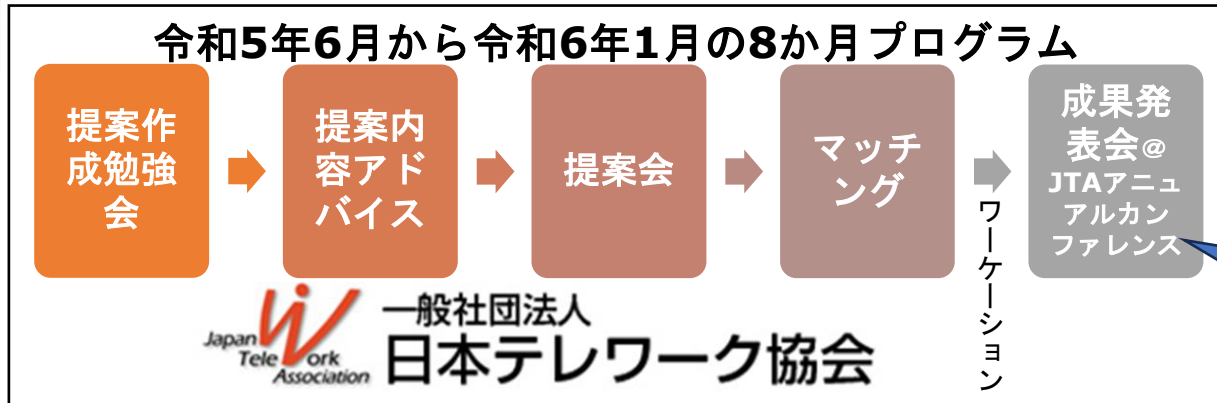 令和5年6月から令和6年1月の8か月プログラム
提案作
成勉強
会
提案内
容アド
バイス
提案会
マッチ
ング
ワーケーション
成果発
表会@
JTAアニュ
アルカン
ファレンス
Japan
Tele Work
Association
一般社団法人
日本テレワーク協会